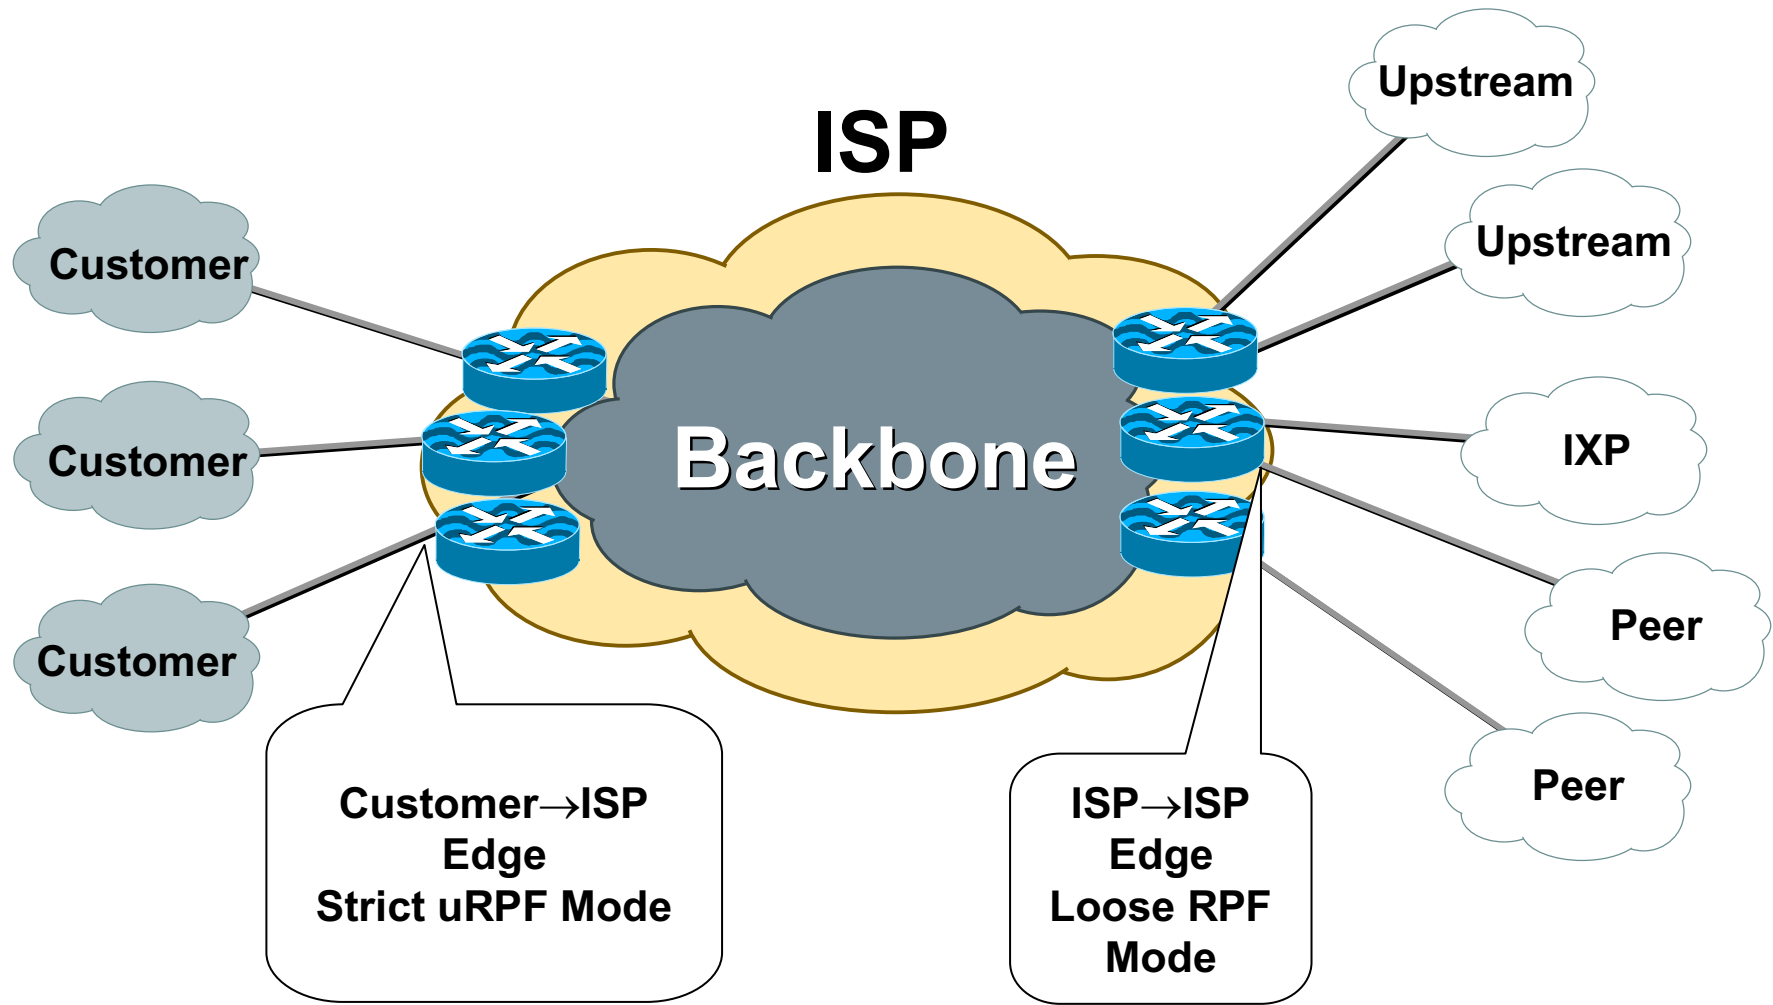 ISP
Upstream
Upstream
Customer
Customer
Customer
Backbone
IXP
Peer
Peer
Customer→ISP
Edge
Strict uRPF Mode
ISP→ISP
Edge
Loose RPF
Mode